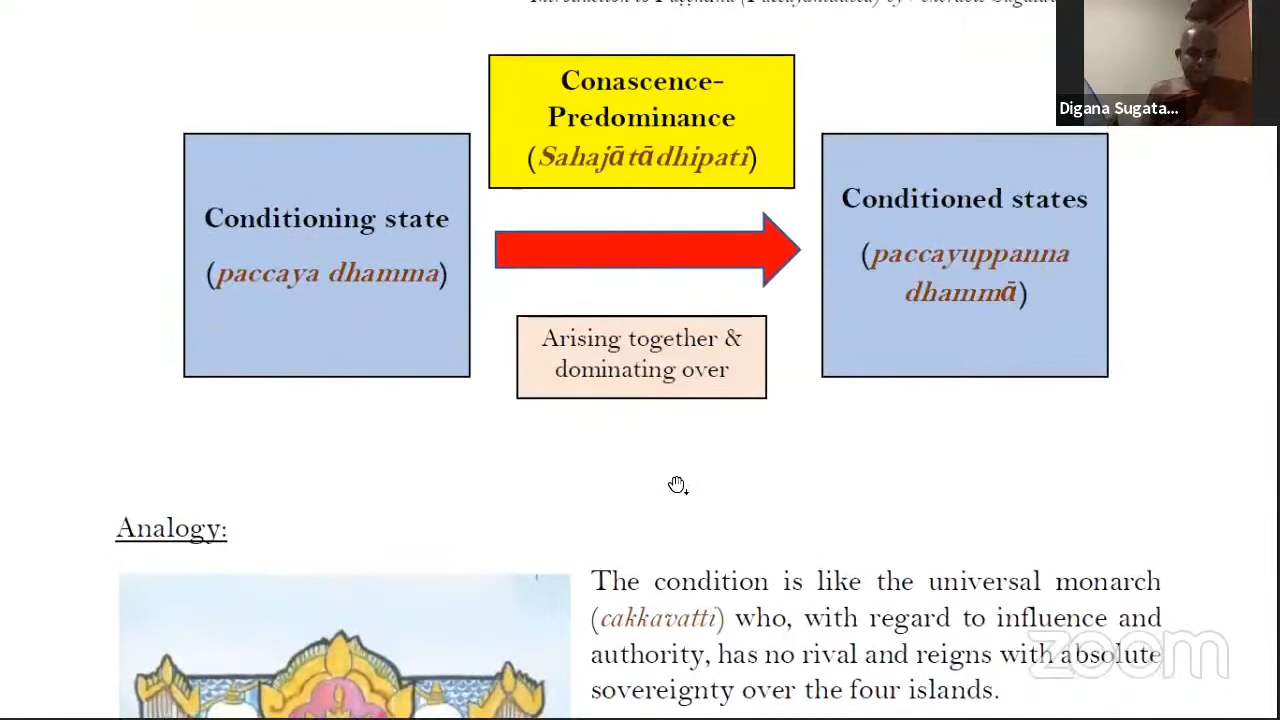 Conascence-
Predominance
(Sahajātādhipati)
Conditioning state
(paccaya dhamma)
Conditioned states
(paccayuppanna
dhammā)
Arising together &
dominating over
Digana Sugata...
Analogy:
The condition is like the universal monarch
(cakkavatti) who, with regard to influence and
authority, has no rival and reigns with absolute
sovereignty over the four islands.
zoom